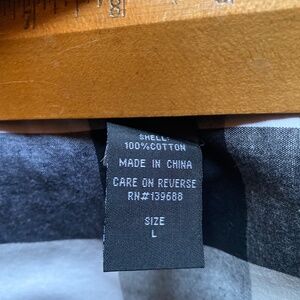 SHELL:
100%COTTON
MADE IN CHINA
CARE ON REVERSE
RN#139688
SIZE
L